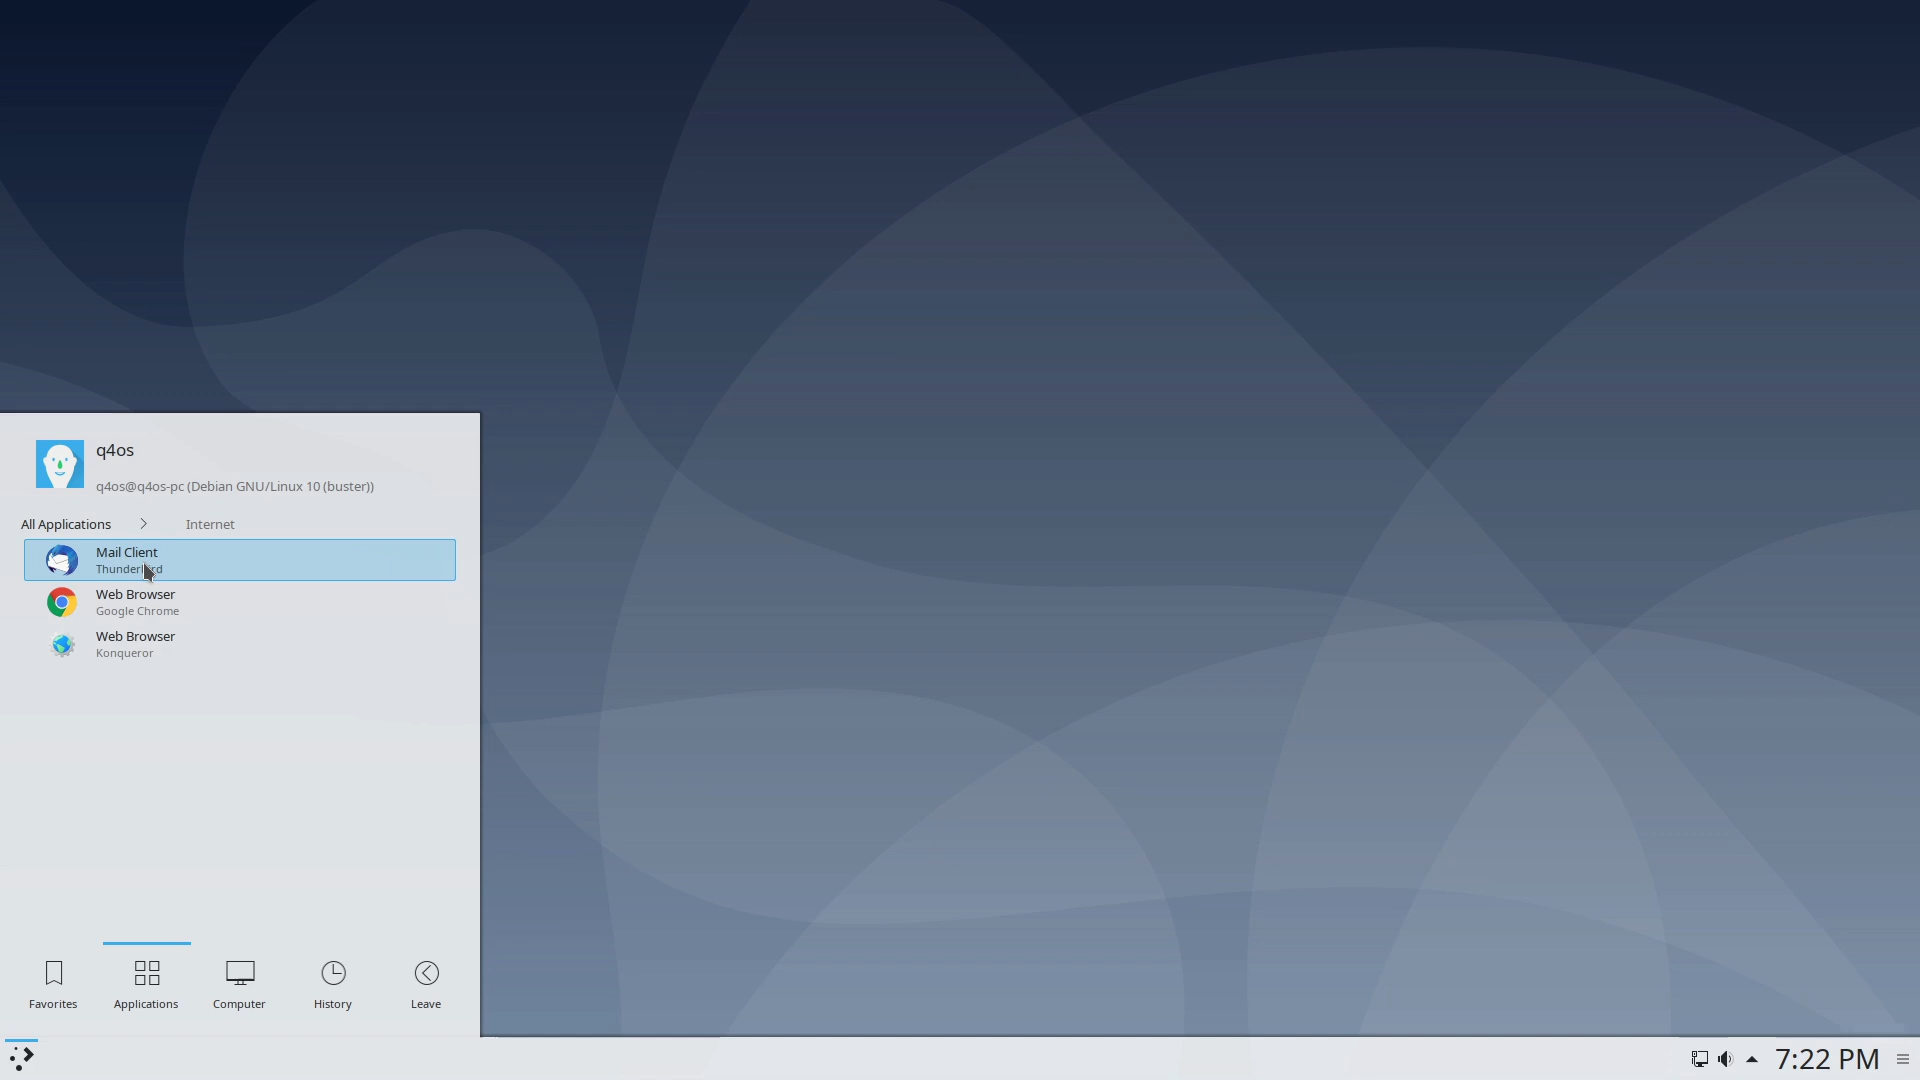 q4os
q4os@q4os-pc (Debian GNU/Linux 10 (buster))
All Applications > Internet
Mail Client
Web Browser
Google Chrome
Web Browser
Konqueror
Favorites
Applications
Computer
History
Leave
7:22 PM